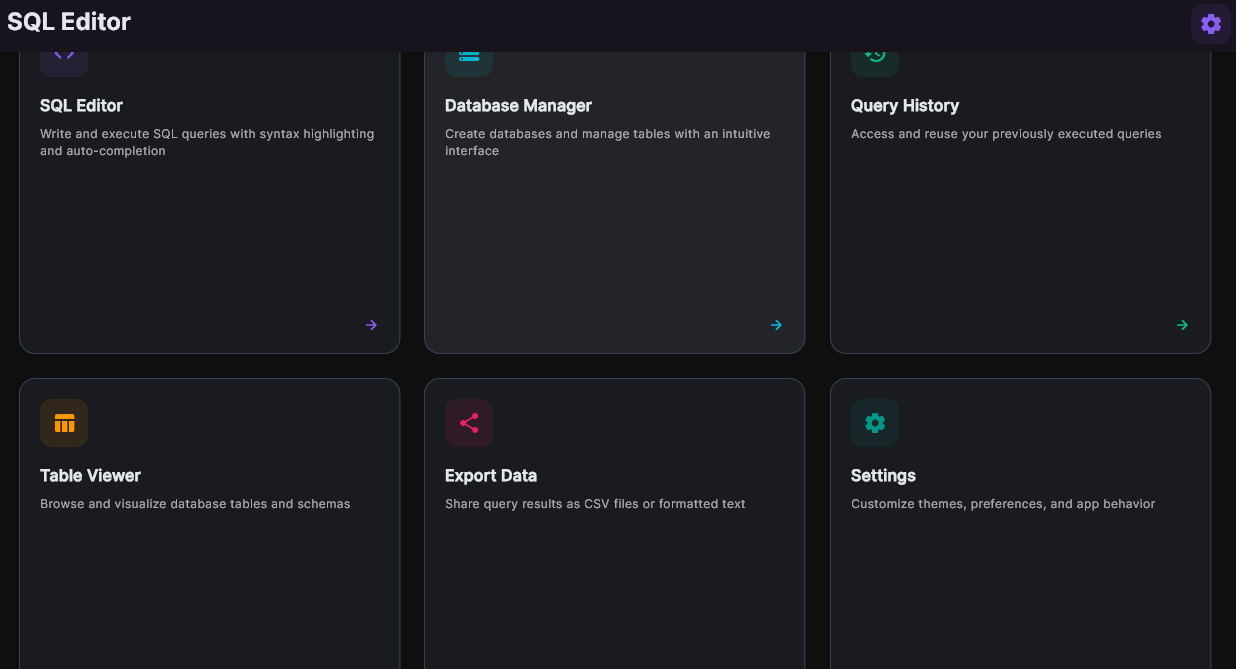 SQL Editor
SQL Editor
Write and execute SQL queries with syntax highlighting
and auto-completion
Database Manager
Create databases and manage tables with an intuitive
interface
Query History
Access and reuse your previously executed queries
Table Viewer
Browse and visualize database tables and schemas
Export Data
Share query results as CSV files or formatted text
Settings
Customize themes, preferences, and app behavior